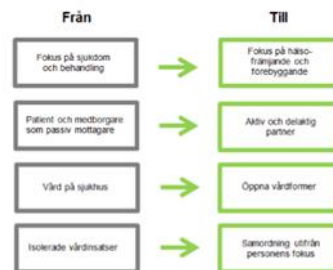 Från
Till
Fokus på sjukdom
och behandling
Fokus på hälso-
främjande och
förebyggande
Patient och medborgare
som passiv mottagare
Aktiv och delaktig
partner
Vård på sjukhus
Öppna vårdformer
Isolerade vårdinsatser
Samordning utifrån
personens fokus